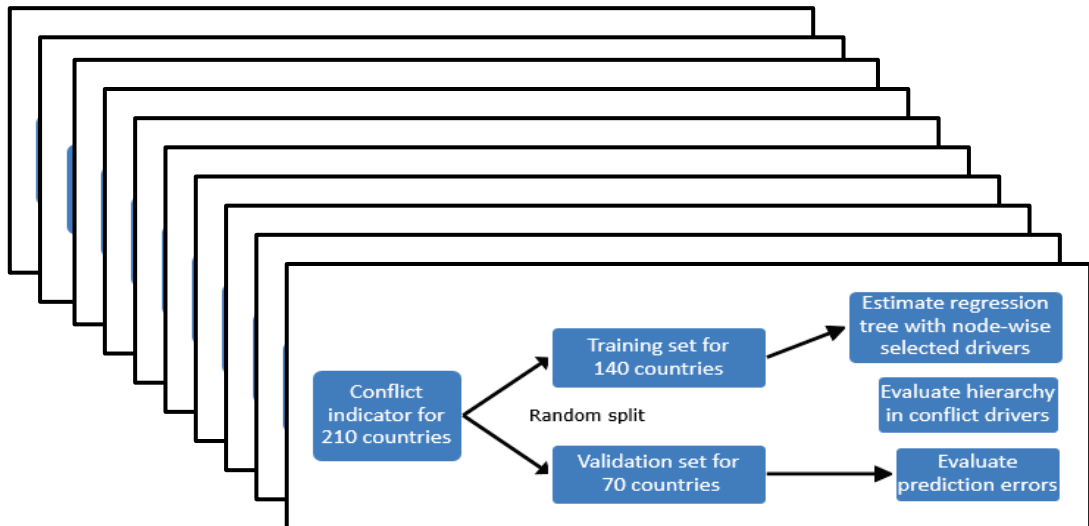 Conflict
indicator for
210 countries
Training set for
140 countries
Random split
Validation set for
70 countries
Estimate regression
tree with node-wise
selected drivers
Evaluate hierarchy
in conflict drivers
Evaluate
prediction errors